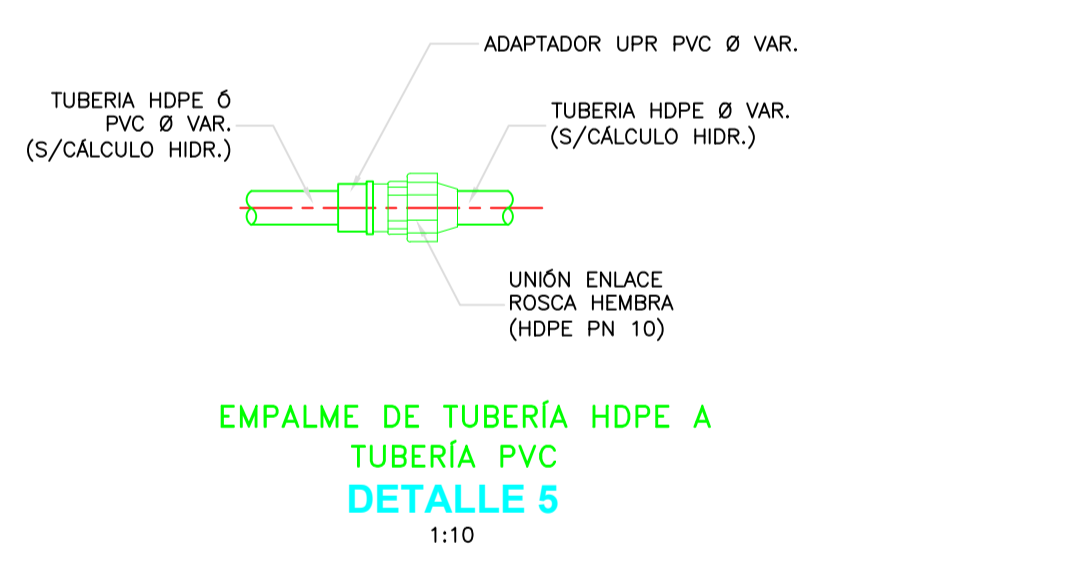 ADAPTADOR UPR PVC Ø VAR.
TUBERIA HDPE Ó
PVC Ø VAR.
(S/CÁLCULO HIDR.)
TUBERIA HDPE Ø VAR.
(S/CÁLCULO HIDR.)
UNIÓN ENLACE
ROSCA HEMBRA
(HDPE PN 10)
EMPALME DE TUBERÍA HDPE A
TUBERÍA PVC
DETALLE 5
1:10